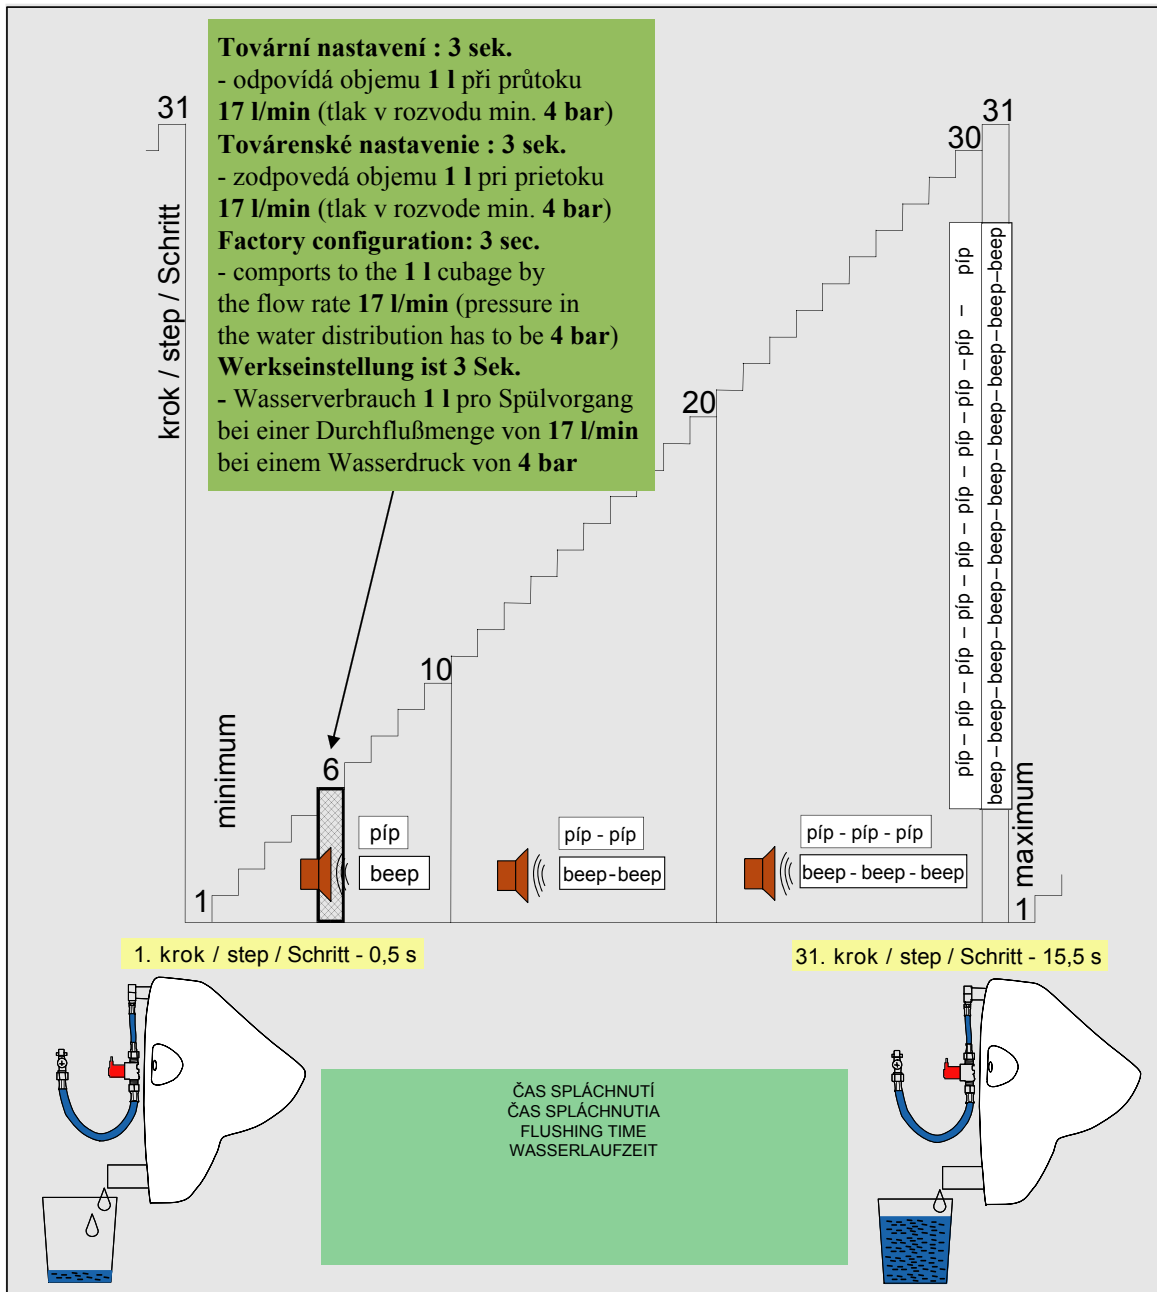 Tovární nastavení : 3 sek.
- odpovídá objemu 1 l při průtoku
17 l/min (tlak v rozvodu min. 4 bar)
Továrenské nastavenie : 3 sek.
- zodpovedá objemu 1 l pri prietoku
17 l/min (tlak v rozvode min. 4 bar)
Factory configuration: 3 sec.
- comports to the 1 l cubage by
the flow rate 17 l/min (pressure in
the water distribution has to be 4 bar)
Werkseinstellung ist 3 Sek.
- Wasserverbrauch 1 l pro Spülvorgang
bei einer Durchflußmenge von 17 l/min
bei einem Wasserdruck von 4 bar
31
krok / step / Schritt
30
31
20
10
6
minimum
1
píp
beep
píp - píp
beep-beep
píp - píp - píp
beep - beep - beep
píp – píp – píp – píp – píp – píp – píp – píp – píp – píp
beep–beep–beep–beep–beep–beep–beep–beep–beep-beep
maximum
1
1. krok / step / Schritt - 0,5 s
31. krok / step / Schritt - 15,5 s
ČAS SPLÁCHNUTÍ
ČAS SPLÁCHNUTIA
FLUSHING TIME
WASSERLAUFZEIT